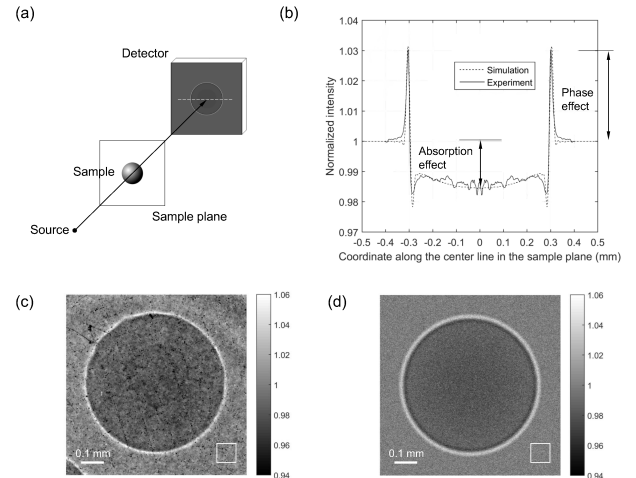 (a)
Detector
Sample
Sample plane
Source
(b)
Normalized intensity
1.04
1.03
1.02
1.01
1
0.99
0.98
0.97
Simulation
Experiment
Phase
effect
Absorption
effect
-0.5 -0.4 -0.3 -0.2 -0.1 0 0.1 0.2 0.3 0.4 0.5
Coordinate along the center line in the sample plane (mm)
(c)
0.1 mm
1.06
1.04
1.02
1
0.98
0.96
0.94
(d)
0.1 mm
1.06
1.04
1.02
1
0.98
0.96
0.94